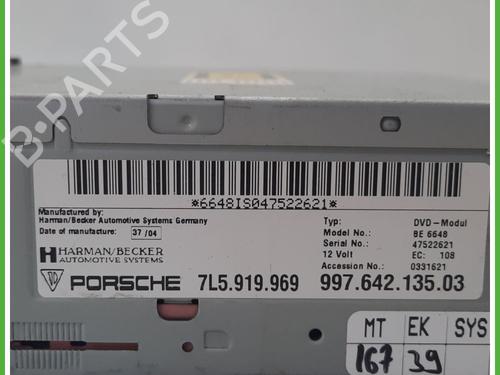 B-PARTS
*6648IS047522621*
Manufactured by:
Harman/Becker Automotive Systems Germany
Date of manufacture: 37/04
HARMAN/BECKER
AUTOMOTIVE SYSTEMS
Typ: DVD-Modul
Model No.: BE 6648
Serial No.: 47522621
12 Volt EC: 108
Accession No.: 0331621
PORSCHE 7L5.919.969 997.642.135.03
MT EK SYS
167 39